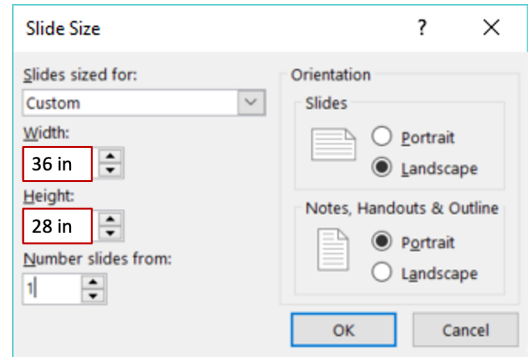 Slide Size
? X
Slides sized for:
Custom
Width:
36 in
Height:
28 in
Number slides from:
1
Orientation
Slides
Portrait
Landscape
Notes, Handouts & Outline
Portrait
Landscape
OK
Cancel